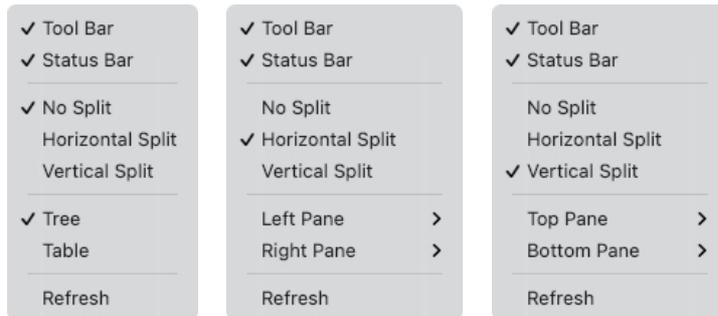 ✓ Tool Bar
✓ Status Bar
✓ No Split
Horizontal Split
Vertical Split
✓ Tree
Table
Refresh
✓ Tool Bar
✓ Status Bar
No Split
✓ Horizontal Split
Vertical Split
Left Pane >
Right Pane >
Refresh
✓ Tool Bar
✓ Status Bar
No Split
Horizontal Split
✓ Vertical Split
Top Pane >
Bottom Pane >
Refresh